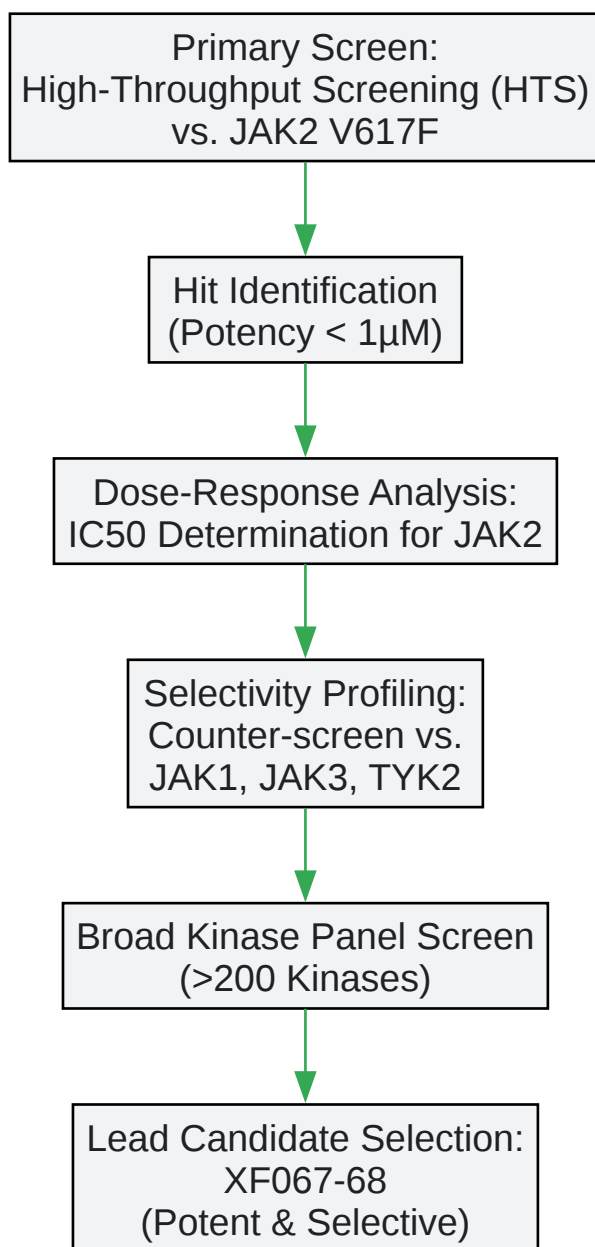 Primary Screen:
High-Throughput Screening (HTS)
vs. JAK2 V617F
Hit Identification
(Potency < 1µM)
Dose-Response Analysis:
IC50 Determination for JAK2
Selectivity Profiling:
Counter-screen vs.
JAK1, JAK3, TYK2
Broad Kinase Panel Screen
(>200 Kinases)
Lead Candidate Selection:
XF067-68
(Potent & Selective)